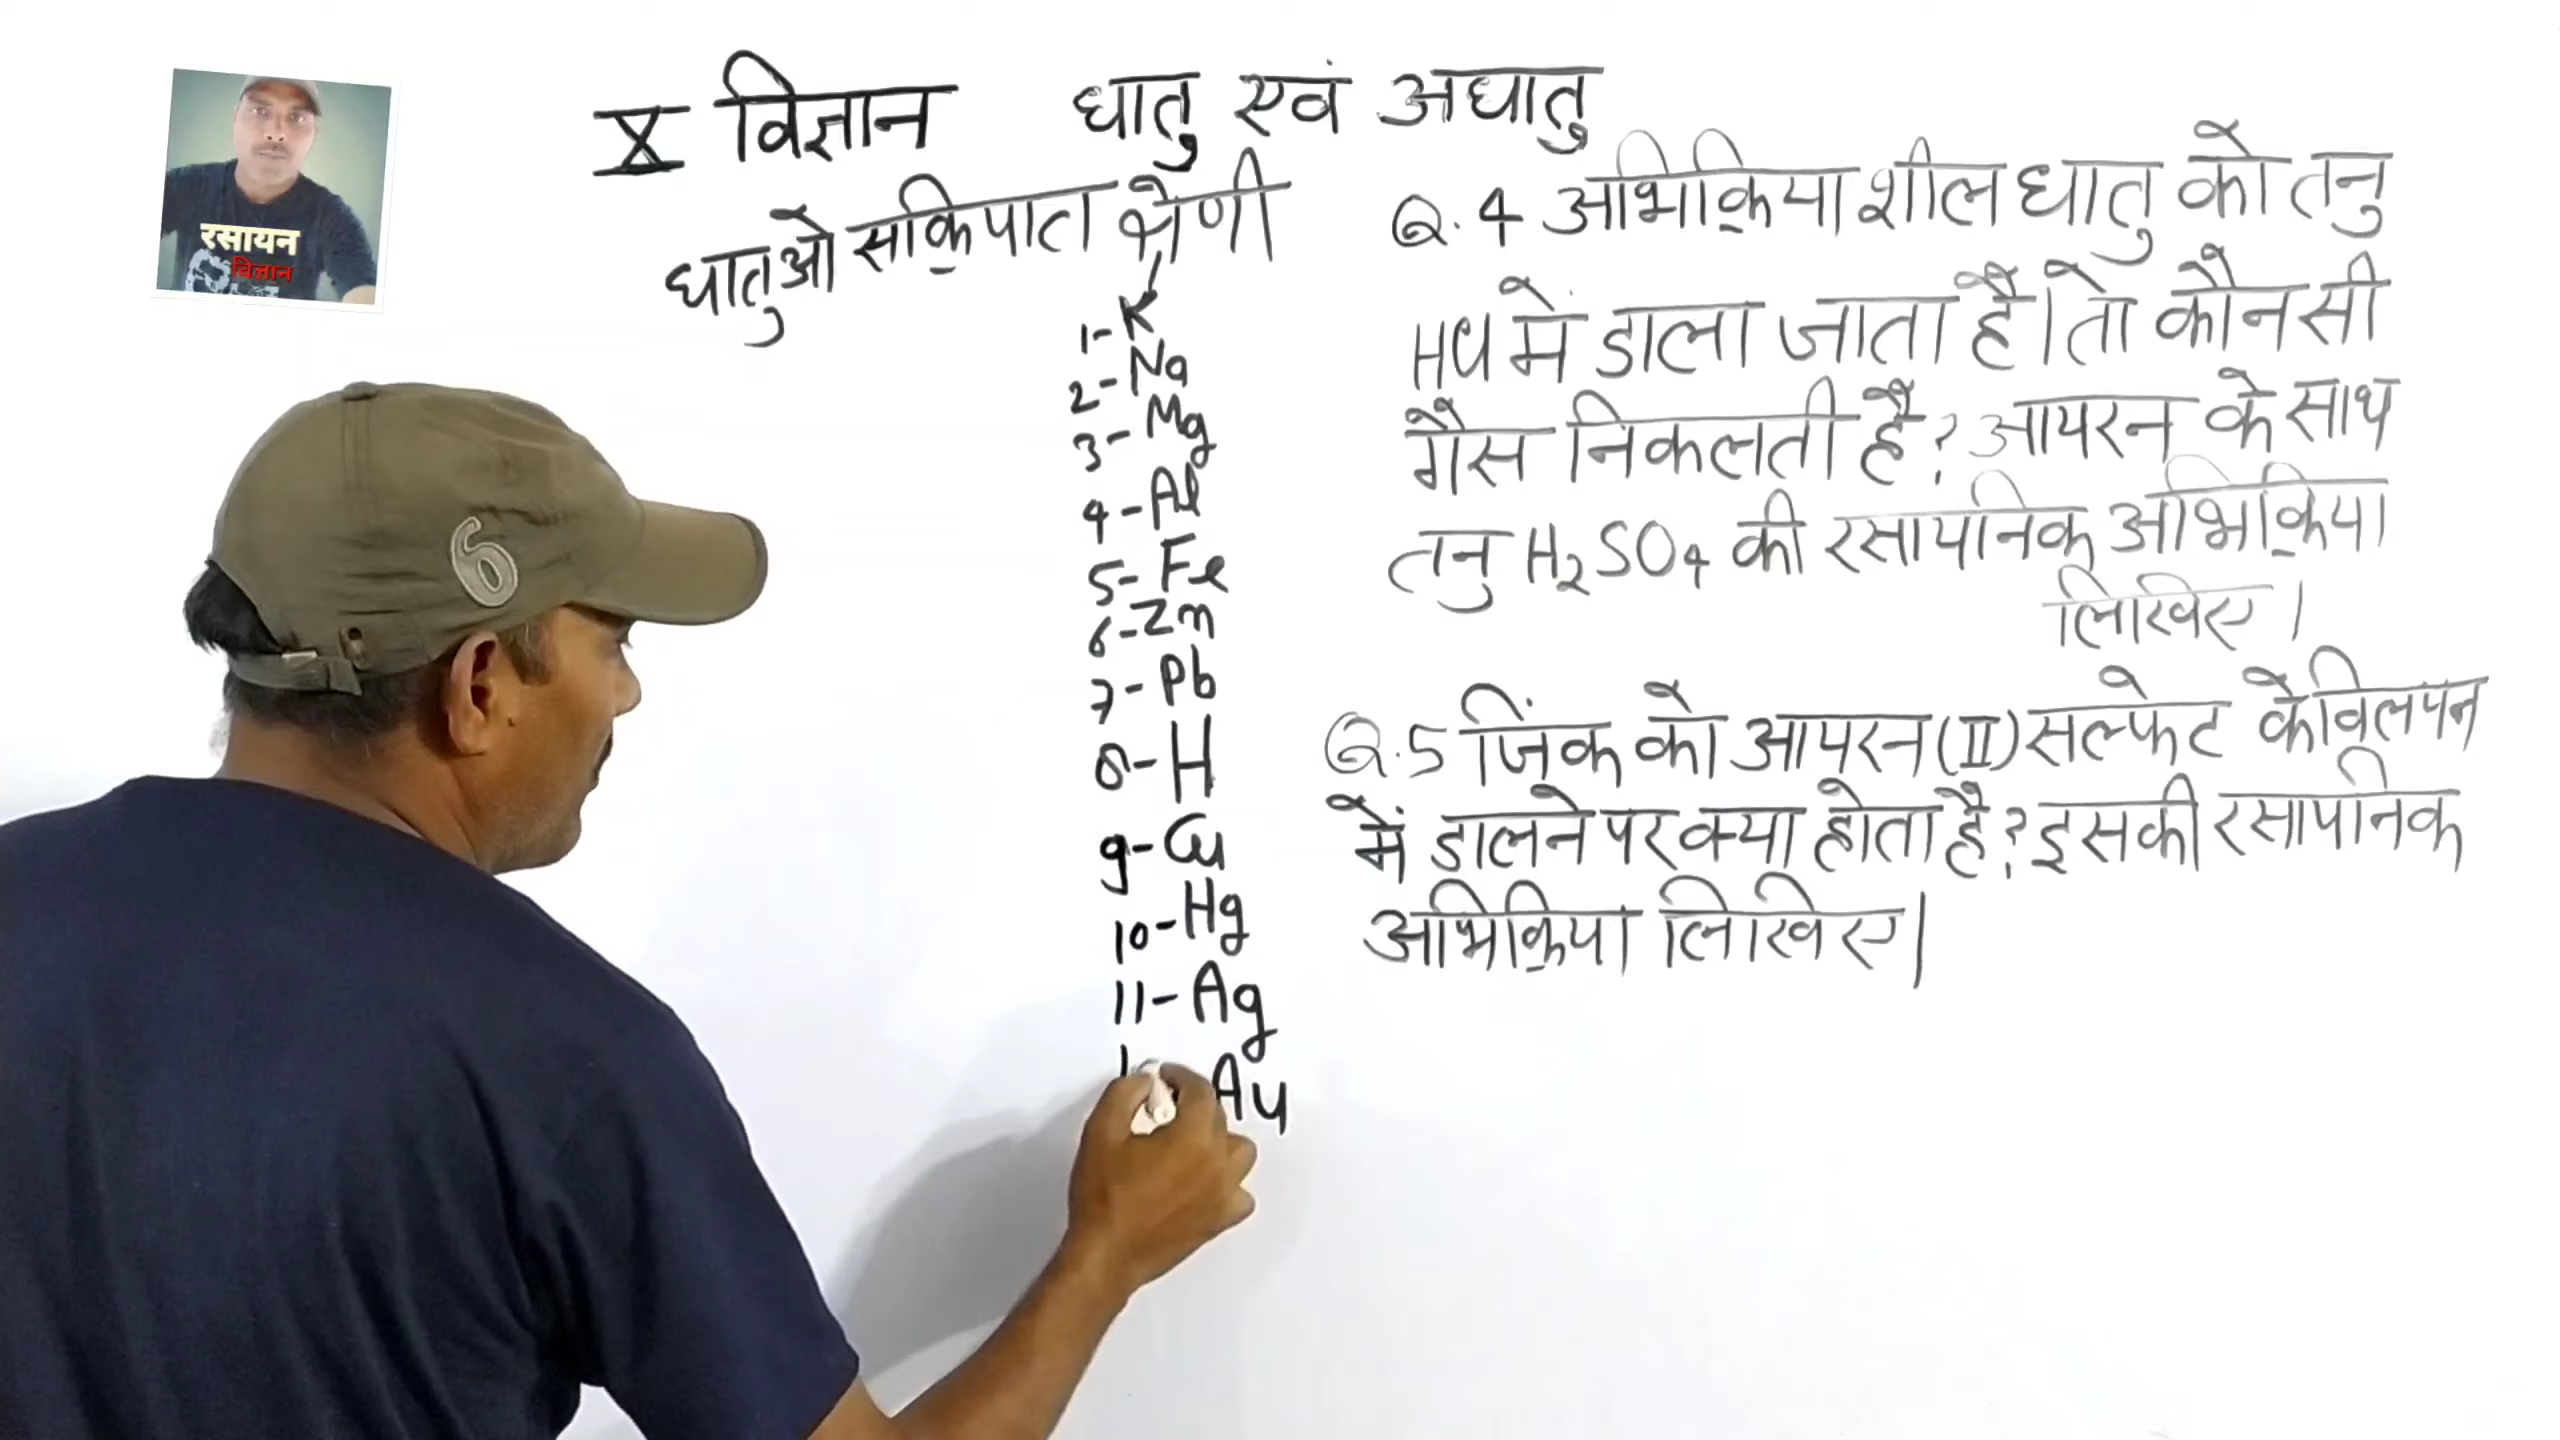 X विज्ञान धातु एवं अधातु
धातुओ सक्रियता श्रेणी
1- K
2- Na
3- Mg
4- Al
5- Fe
6- Zn
7- Pb
8- H
9- Cu
10- Hg
11- Ag
Au
Q.4 अभिक्रियाशील धातु को तनु
HCl में डाला जाता है। तो कौन सी
गैस निकलती है? आयरन के साथ
तनु H₂SO₄ की रसायनिक अभिक्रिया
लिखिए।
Q.5 जिंक को आयरन (II) सल्फेट के विलयन
में डालने पर क्या होता है? इसकी रसायनिक
अभिक्रिया लिखिए।
रसायन
विज्ञान
6